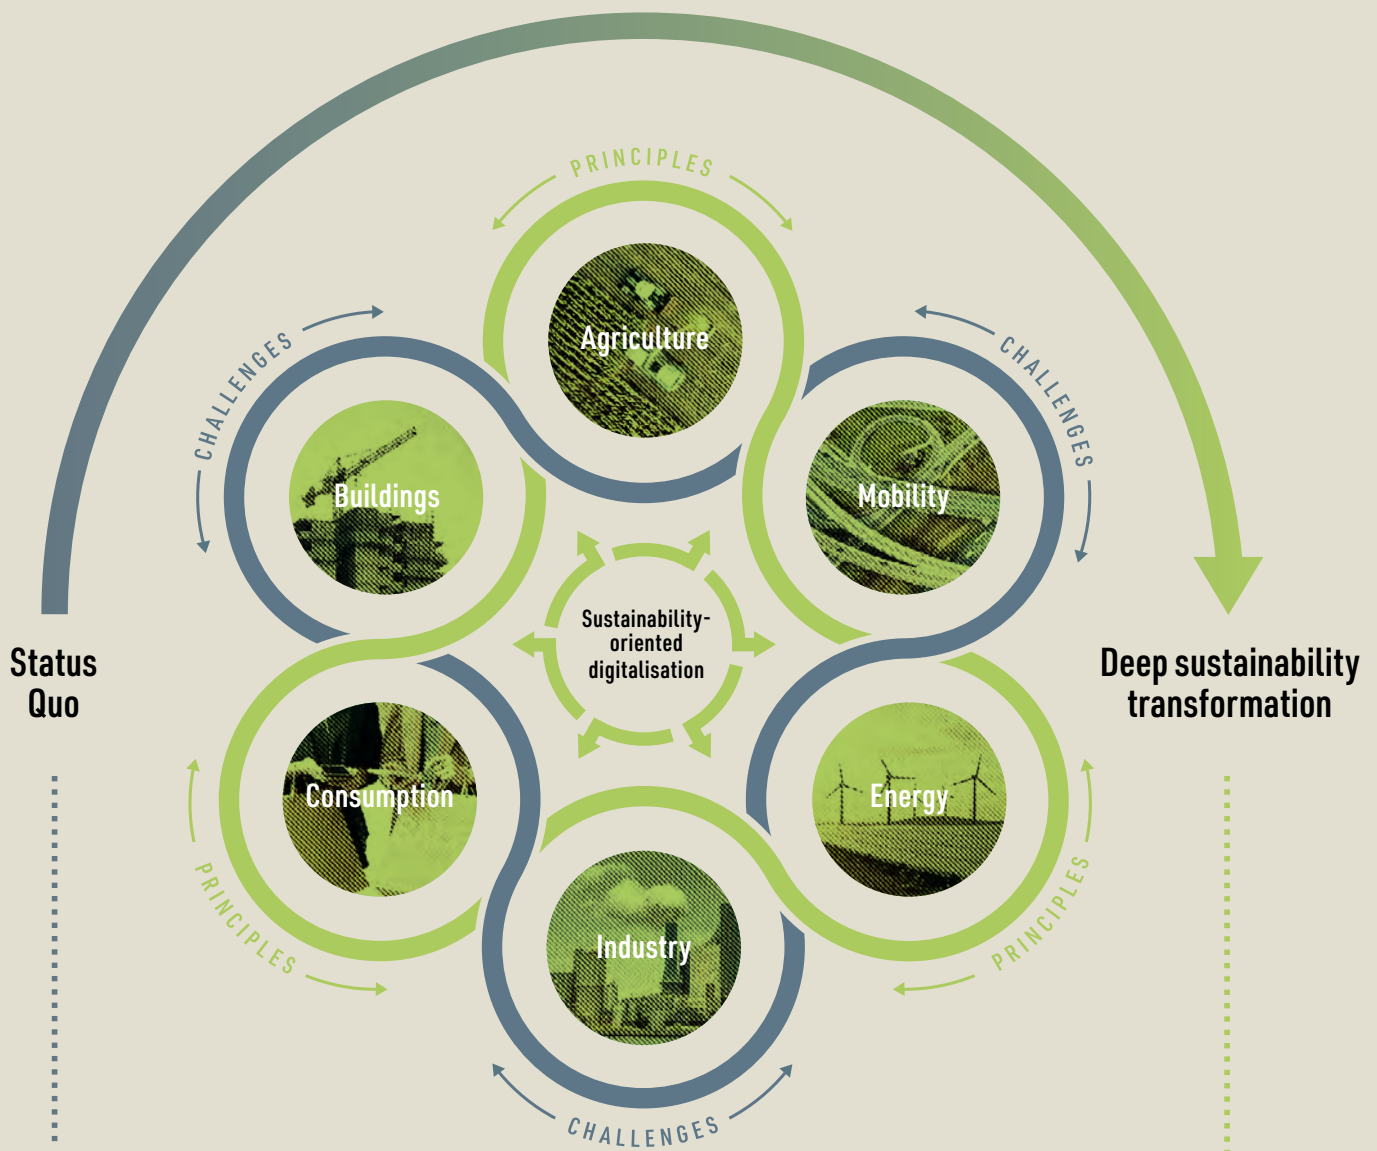 PRINCIPLES
Agriculture
CHALLENGES
CHALLENGES
Buildings
Mobility
Sustainability-
oriented
digitalisation
Status
Quo
Deep sustainability
transformation
Consumption
Energy
PRINCIPLES
PRINCIPLES
Industry
CHALLENGES